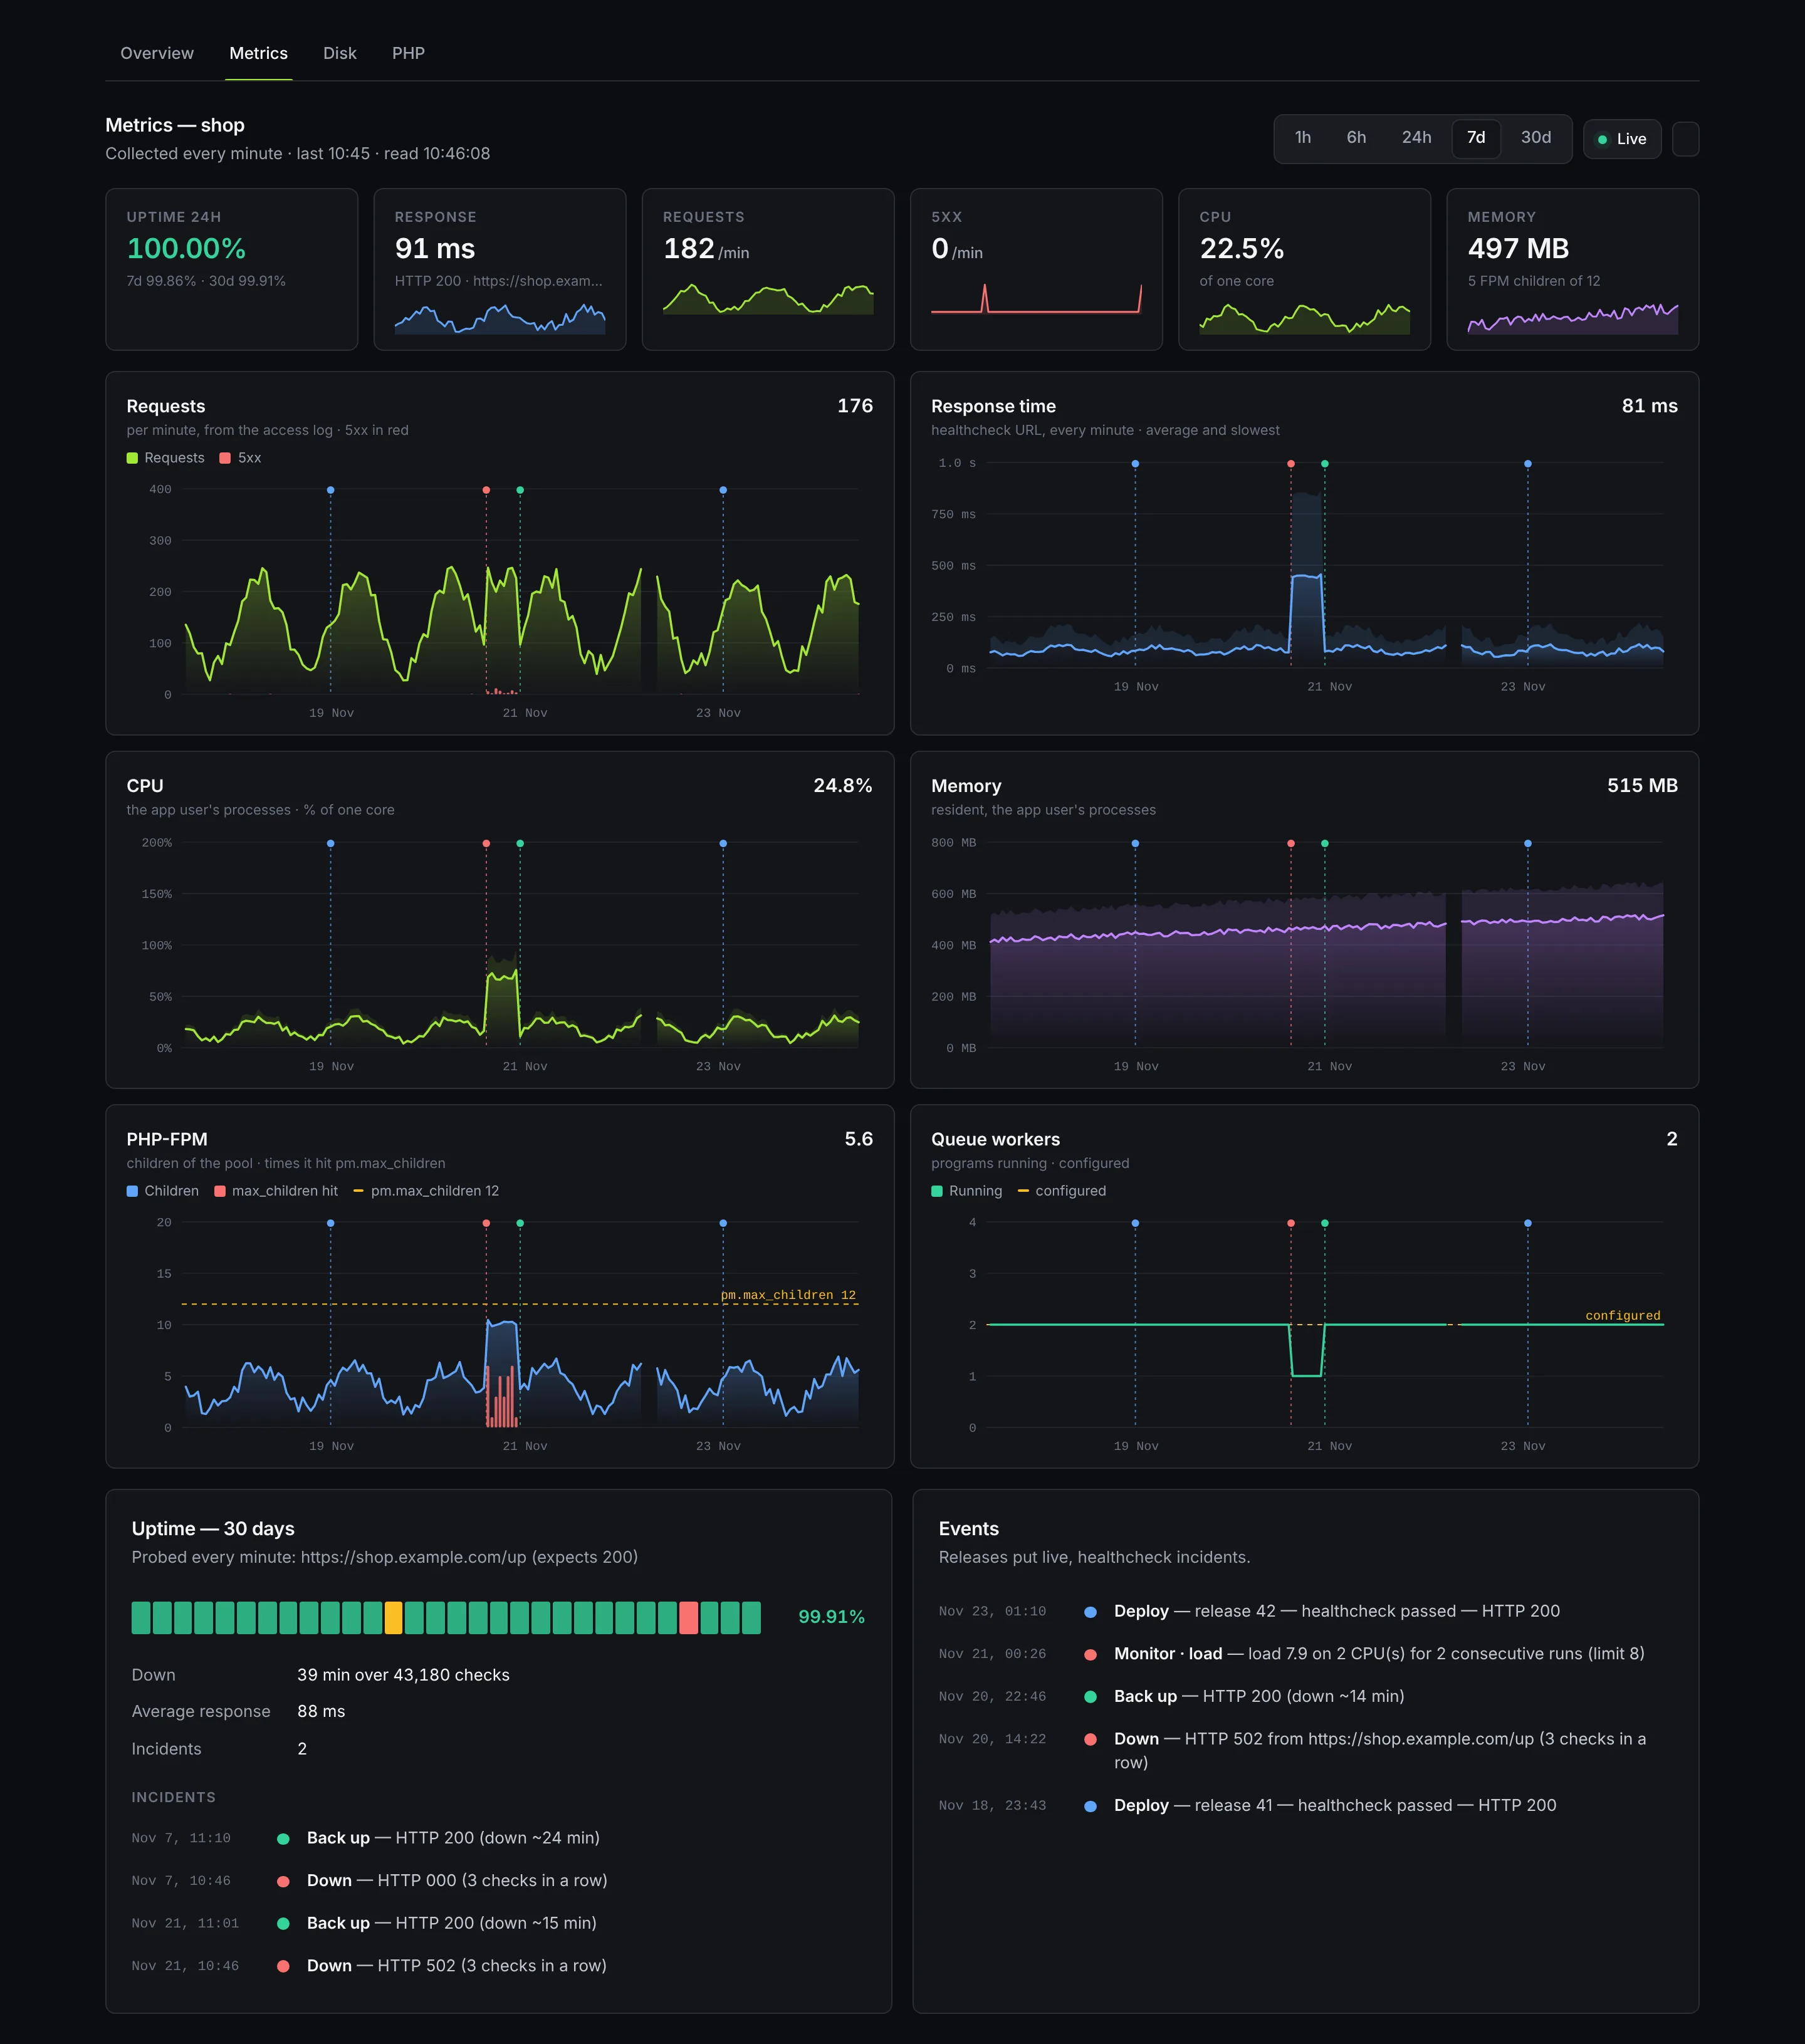 Overview Metrics Disk PHP
Metrics — shop
Collected every minute · last 10:45 · read 10:46:08
1h 6h 24h 7d 30d Live
UPTIME 24H
100.00%
7d 99.86% · 30d 99.91%
RESPONSE
91 ms
HTTP 200 · https://shop.exam...
REQUESTS
182 /min
5XX
0 /min
CPU
22.5%
of one core
MEMORY
497 MB
5 FPM children of 12
Requests 176
per minute, from the access log · 5xx in red
Requests 5xx
400
300
200
100
0
19 Nov 21 Nov 23 Nov
Response time 81 ms
healthcheck URL, every minute · average and slowest
1.0 s
750 ms
500 ms
250 ms
0 ms
19 Nov 21 Nov 23 Nov
CPU 24.8%
the app user's processes · % of one core
200%
150%
100%
50%
0%
19 Nov 21 Nov 23 Nov
Memory 515 MB
resident, the app user's processes
800 MB
600 MB
400 MB
200 MB
0 MB
19 Nov 21 Nov 23 Nov
PHP-FPM 5.6
children of the pool · times it hit pm.max_children
Children max_children hit pm.max_children 12
20
15
pm.max_children 12
10
5
0
19 Nov 21 Nov 23 Nov
Queue workers 2
programs running · configured
Running configured
4
3
configured
2
1
0
19 Nov 21 Nov 23 Nov
Uptime — 30 days
Probed every minute: https://shop.example.com/up (expects 200)
99.91%
Down 39 min over 43,180 checks
Average response 88 ms
Incidents 2
INCIDENTS
Nov 7, 11:10 Back up — HTTP 200 (down ~24 min)
Nov 7, 10:46 Down — HTTP 000 (3 checks in a row)
Nov 21, 11:01 Back up — HTTP 200 (down ~15 min)
Nov 21, 10:46 Down — HTTP 502 (3 checks in a row)
Events
Releases put live, healthcheck incidents.
Nov 23, 01:10 Deploy — release 42 — healthcheck passed — HTTP 200
Nov 21, 00:26 Monitor · load — load 7.9 on 2 CPU(s) for 2 consecutive runs (limit 8)
Nov 20, 22:46 Back up — HTTP 200 (down ~14 min)
Nov 20, 14:22 Down — HTTP 502 from https://shop.example.com/up (3 checks in a
row)
Nov 18, 23:43 Deploy — release 41 — healthcheck passed — HTTP 200